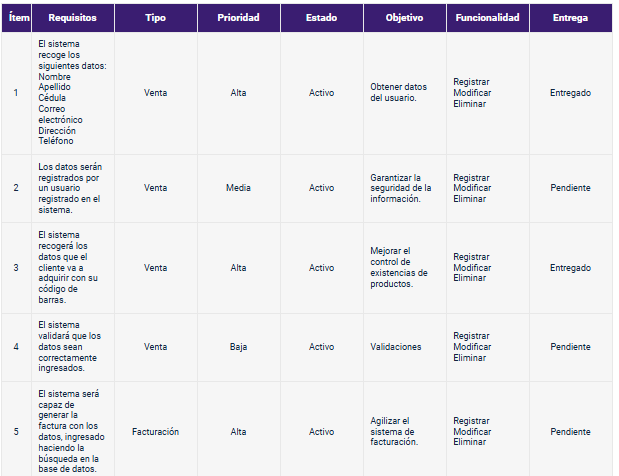 Ítem Requisitos Tipo Prioridad Estado Objetivo Funcionalidad Entrega
1
El sistema
recoge los
siguientes datos:
Nombre
Apellido
Cédula
Correo
electrónico
Dirección
Teléfono
Venta
Alta
Activo
Obtener datos
del usuario.
Registrar
Modificar
Eliminar
Entregado
2
Los datos serán
registrados por
un usuario
registrado en el
sistema.
Venta
Media
Activo
Garantizar la
seguridad de la
información.
Registrar
Modificar
Eliminar
Pendiente
3
El sistema
recogerá los
datos que el
cliente va a
adquirir con su
código de
barras.
Venta
Alta
Activo
Mejorar el
control de
existencias de
productos.
Registrar
Modificar
Eliminar
Entregado
4
El sistema
validará que los
datos sean
correctamente
ingresados.
Venta
Baja
Activo
Validaciones
Registrar
Modificar
Eliminar
Pendiente
5
El sistema será
capaz de
generar la
factura con los
datos, ingresado
haciendo la
búsqueda en la
base de datos.
Facturación
Alta
Activo
Agilizar el
sistema de
facturación.
Registrar
Modificar
Eliminar
Pendiente